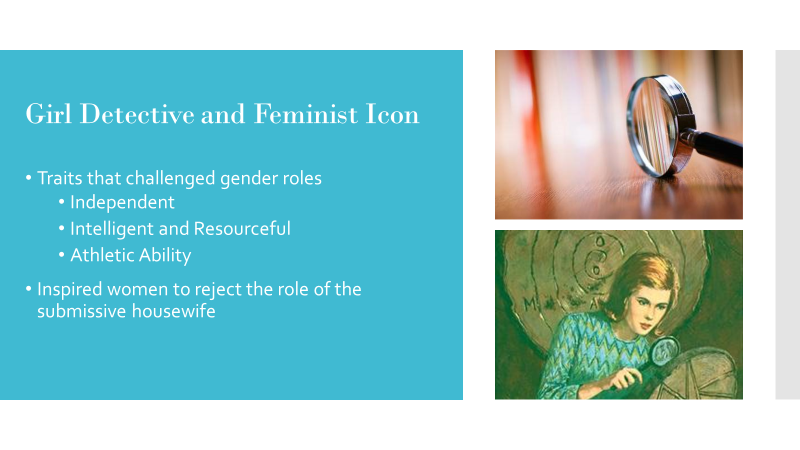 Girl Detective and Feminist Icon
• Traits that challenged gender roles
• Independent
• Intelligent and Resourceful
• Athletic Ability
• Inspired women to reject the role of the
submissive housewife